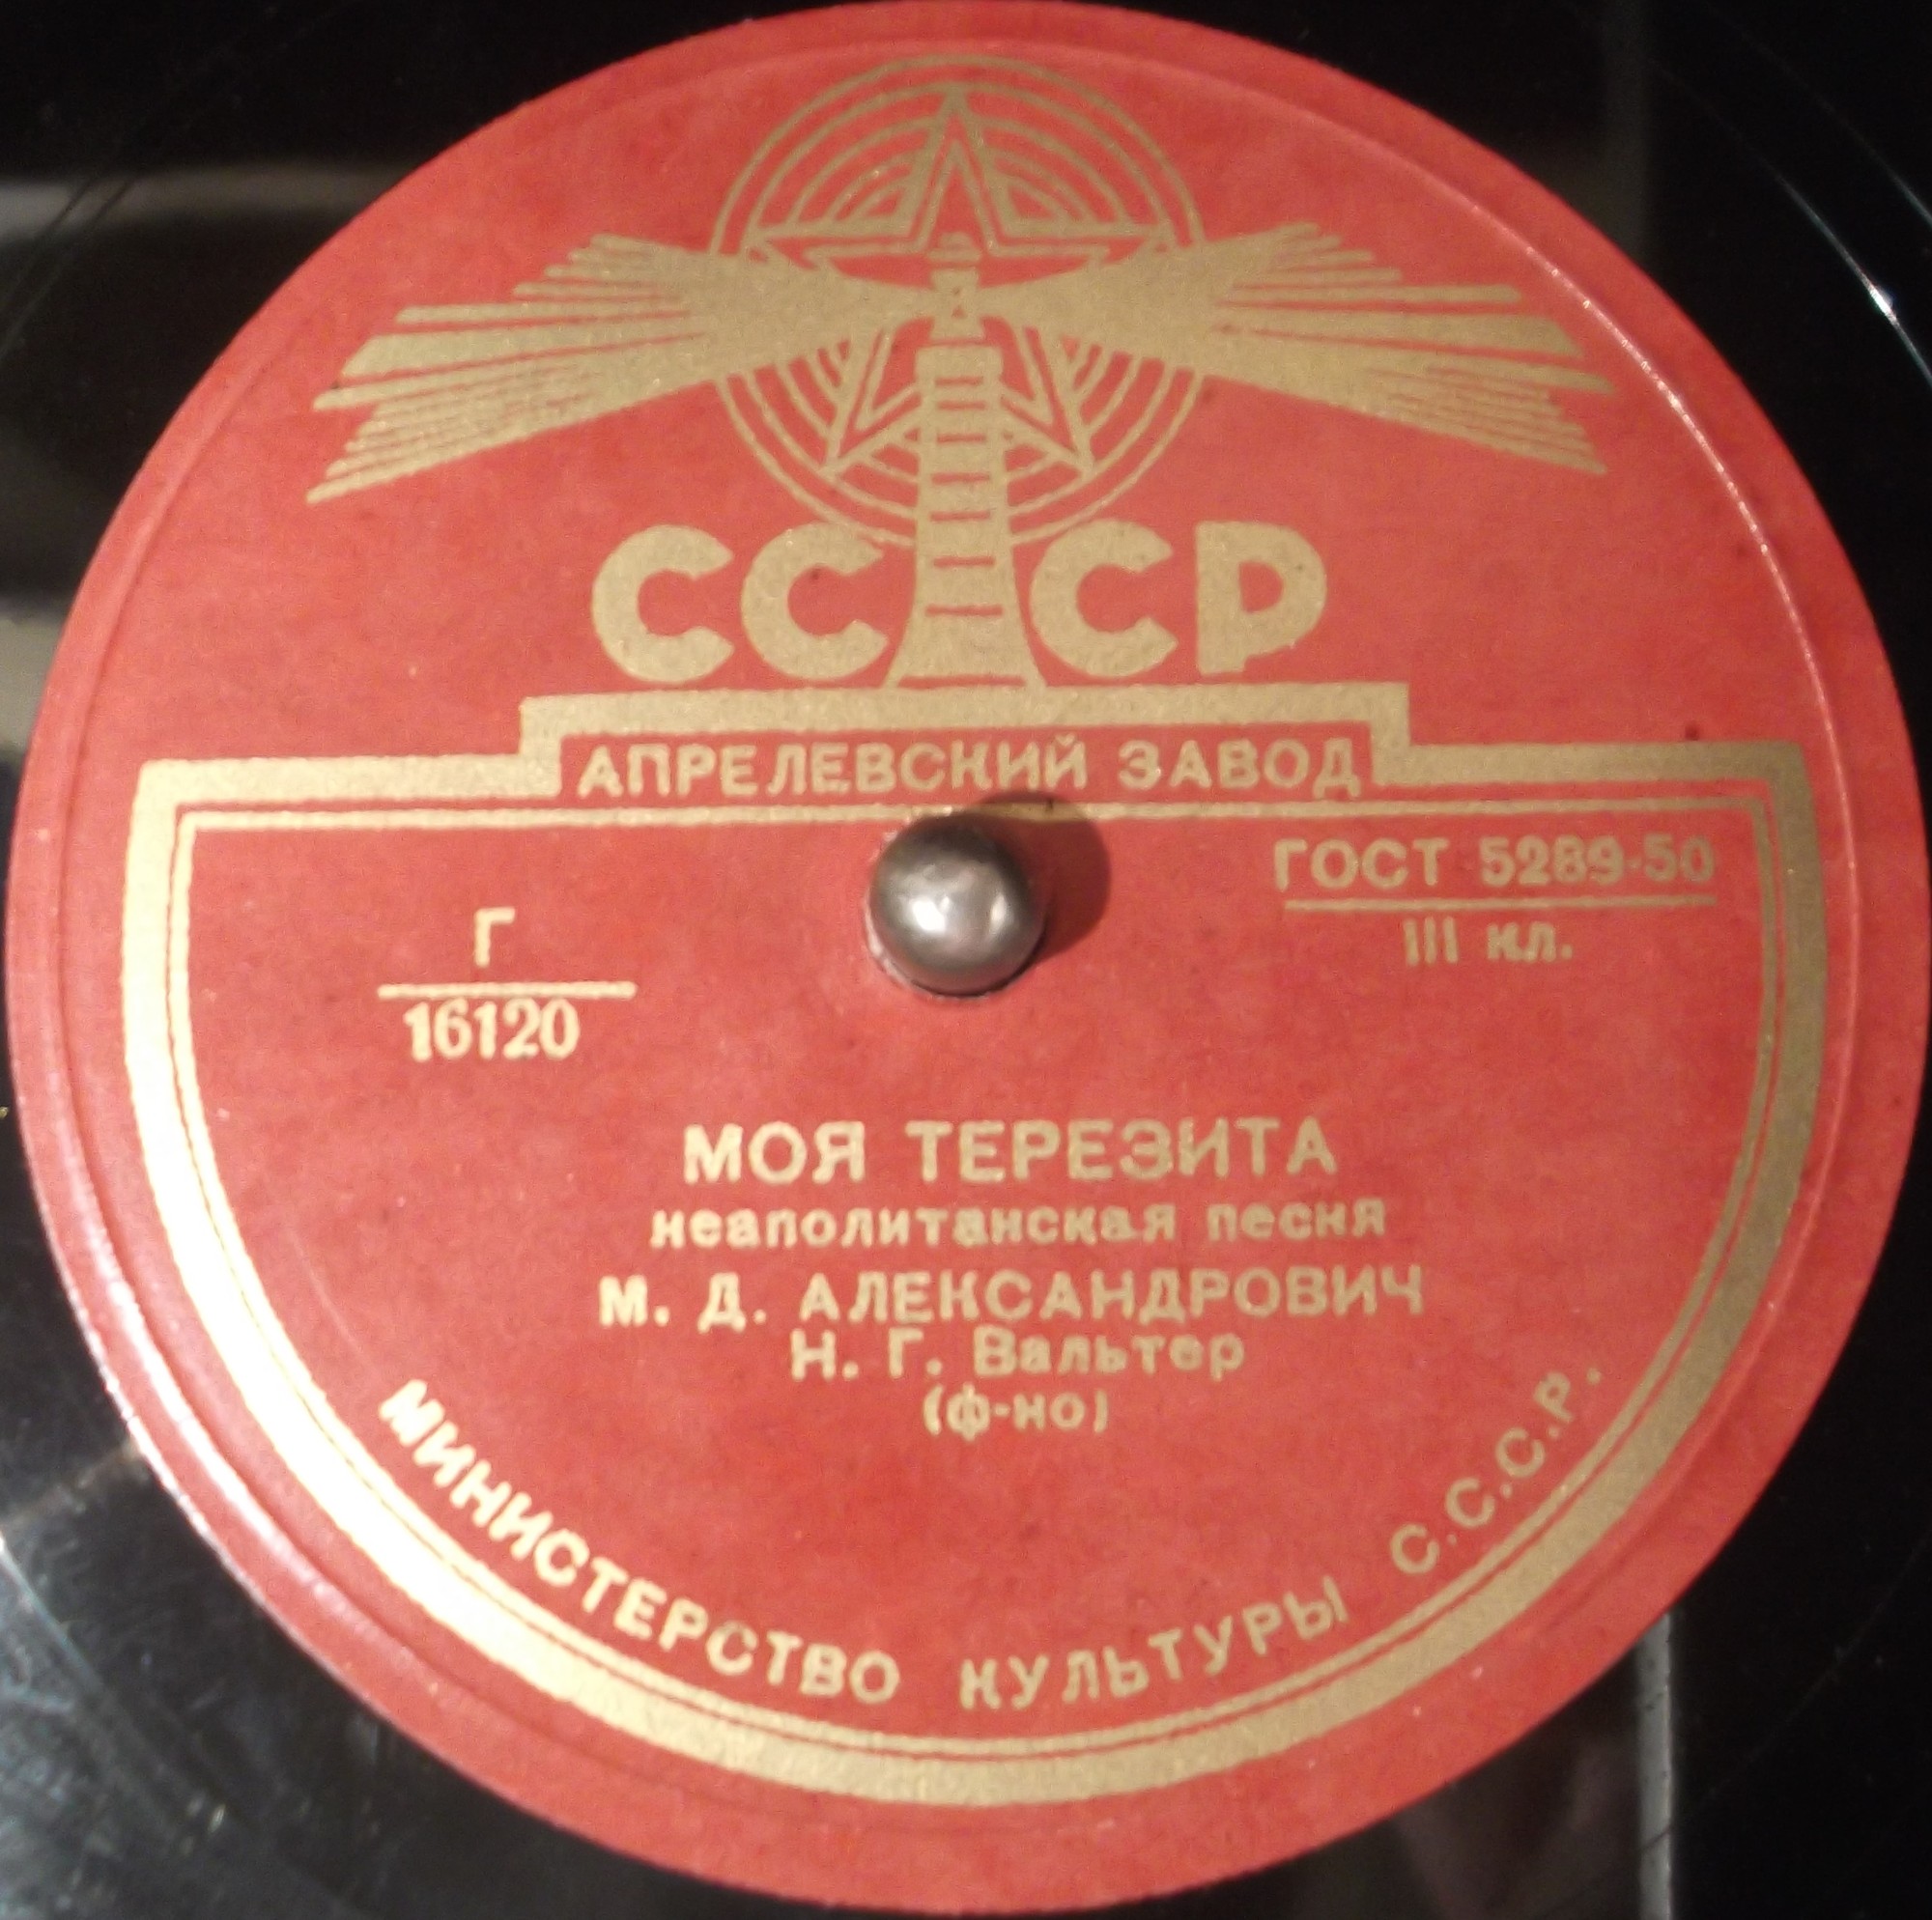 СССР
АПРЕЛЕВСКИЙ ЗАВОД
ГОСТ 5289-50
III кл.
Г
16120
МОЯ ТЕРЕЗИТА
неаполитанская песня
М. Д. АЛЕКСАНДРОВИЧ
Н. Г. Вальтер
(ф-но)
МИНИСТЕРСТВО КУЛЬТУРЫ С.С.С.Р.